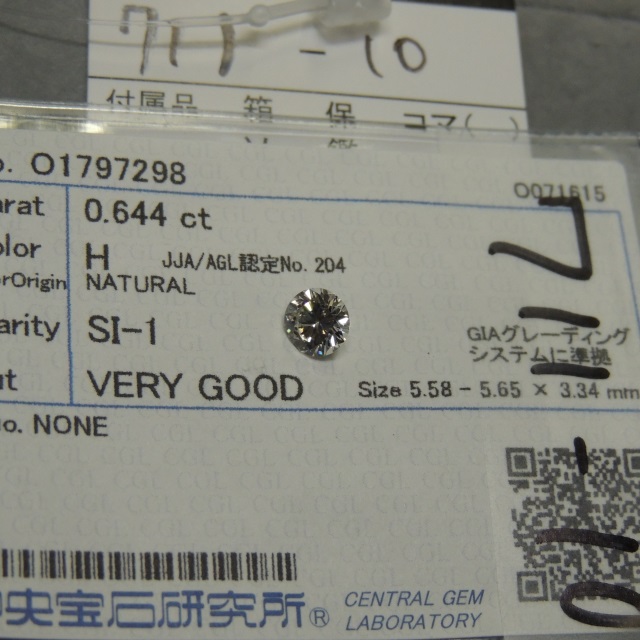 717-10
付属品 箱 保 コマ( )
o. O1797298
O071615
arat 0.644 ct
olor H JJA/AGL認定No. 204
orOrigin NATURAL
arity SI-1
GIAグレーディング
システムに準拠
ut VERY GOOD Size 5.58 - 5.65 × 3.34 mm
no. NONE
央宝石研究所® CENTRAL GEM
LABORATORY